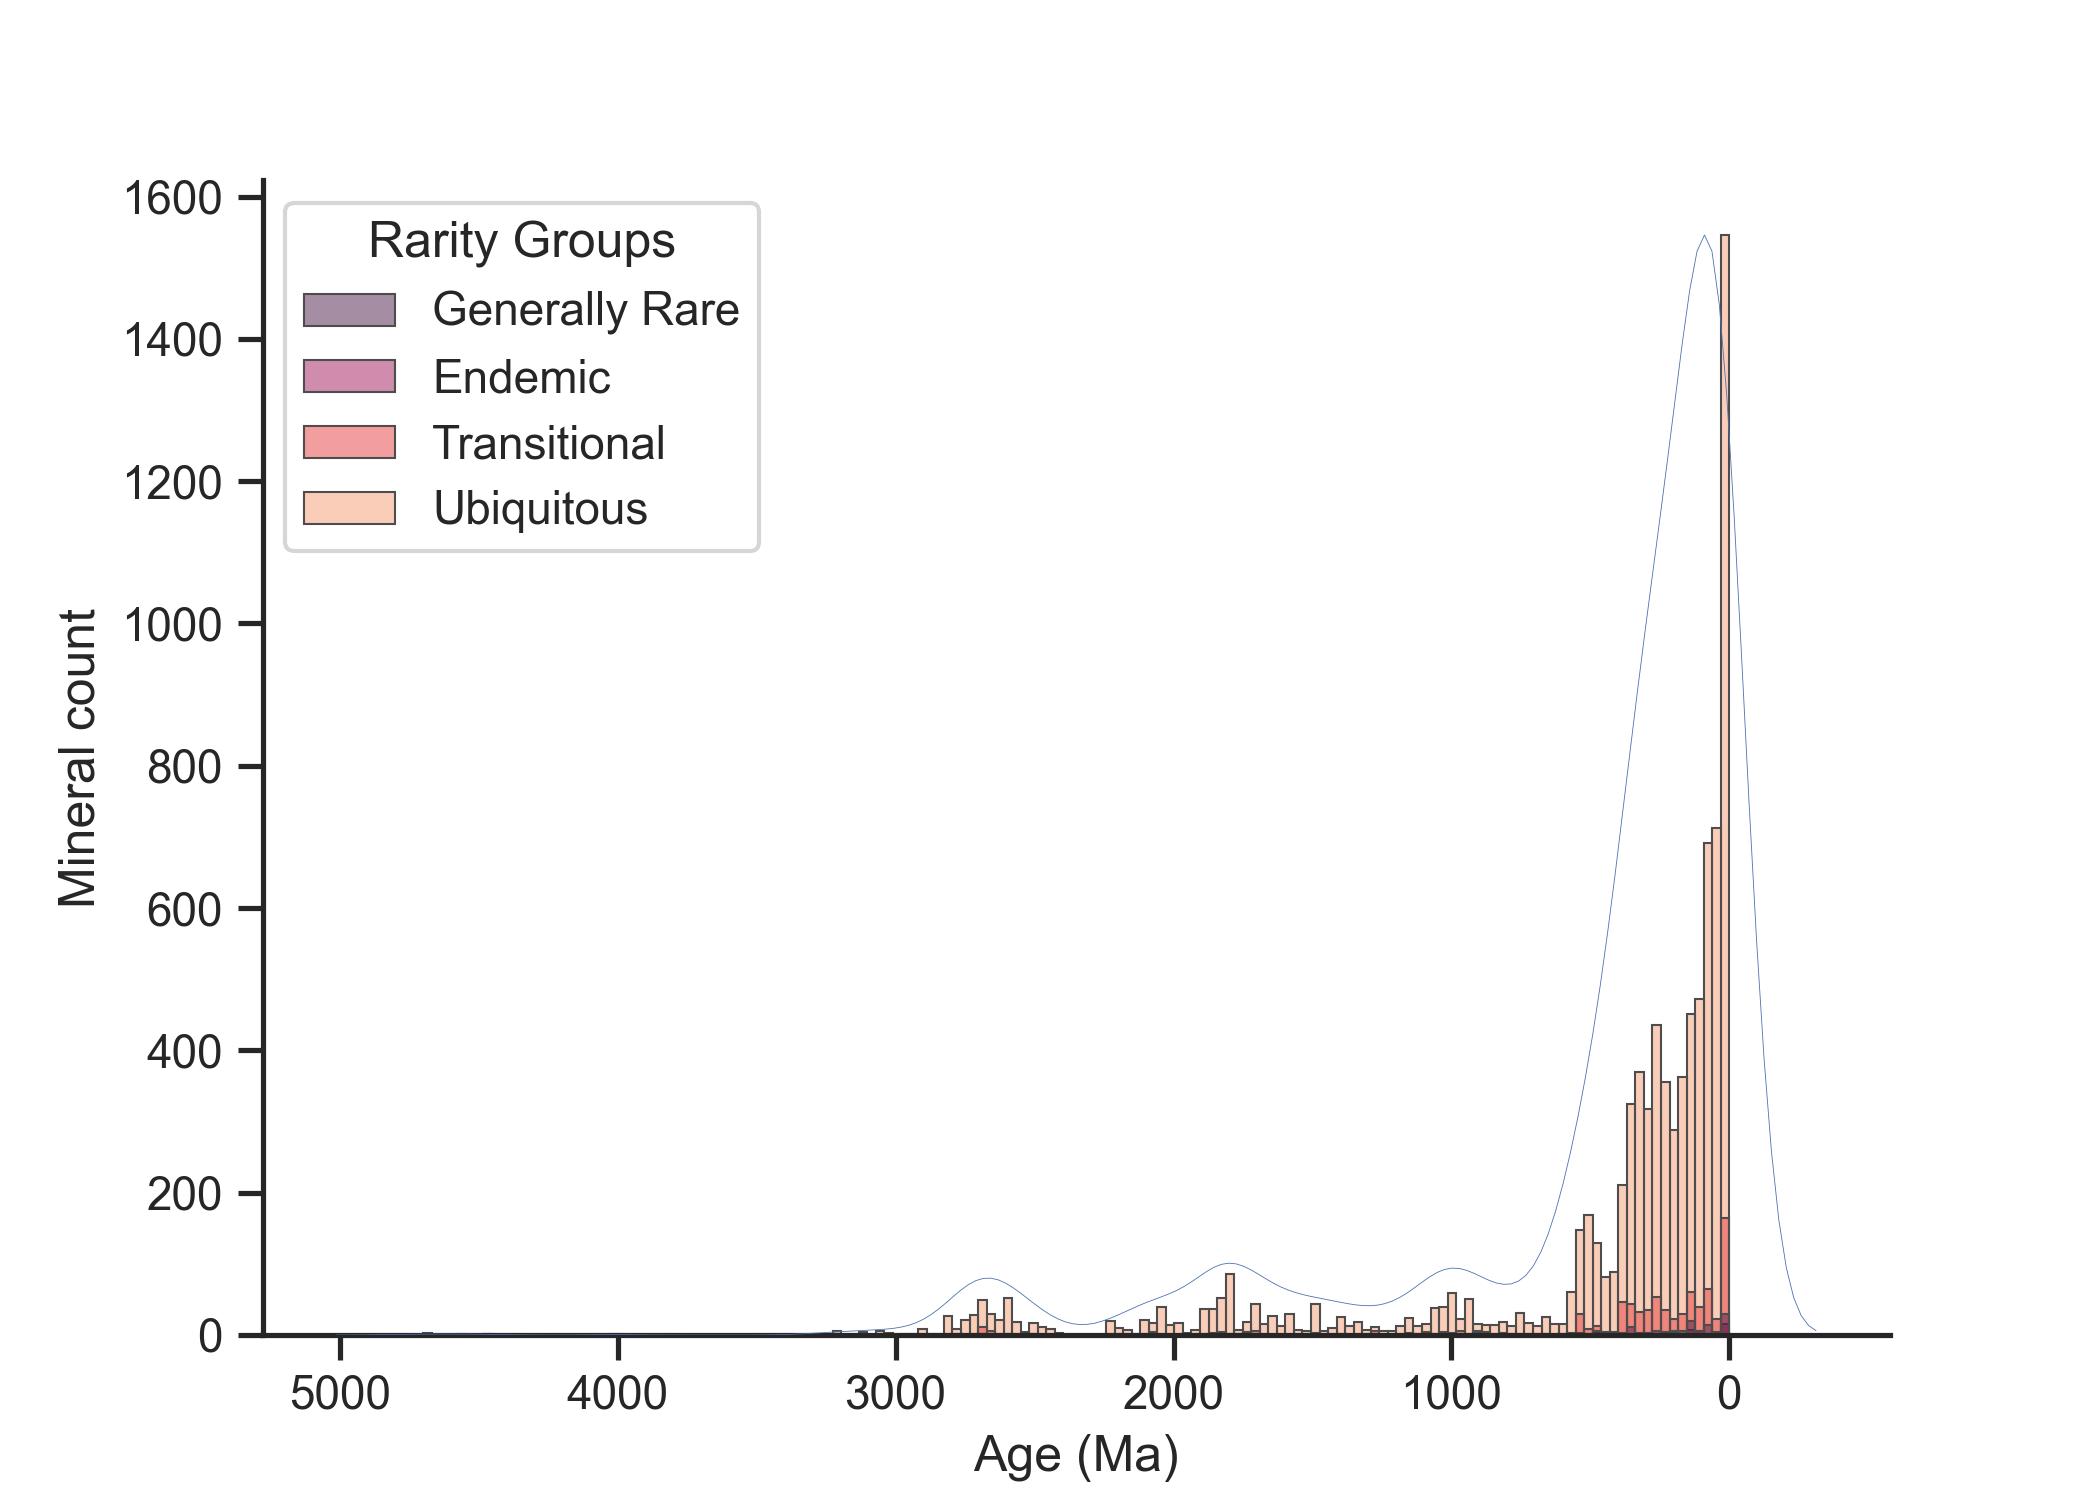 1600
1400
1200
1000
800
600
400
200
0
Mineral count
Rarity Groups
Generally Rare
Endemic
Transitional
Ubiquitous
5000 4000 3000 2000 1000 0
Age (Ma)